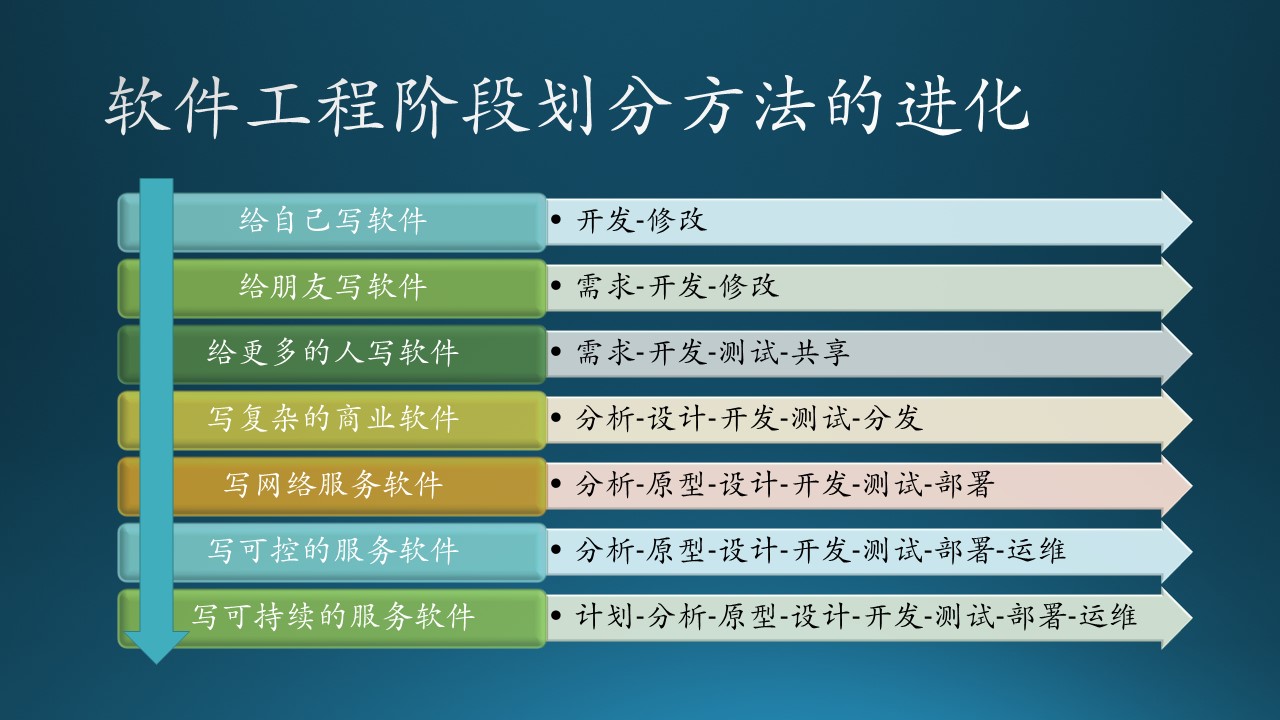 软件工程阶段划分方法的进化
给自己写软件
• 开发-修改
给朋友写软件
• 需求-开发-修改
给更多的人写软件
• 需求-开发-测试-共享
写复杂的商业软件
• 分析-设计-开发-测试-分发
写网络服务软件
• 分析-原型-设计-开发-测试-部署
写可控的服务软件
• 分析-原型-设计-开发-测试-部署-运维
写可持续的服务软件
• 计划-分析-原型-设计-开发-测试-部署-运维